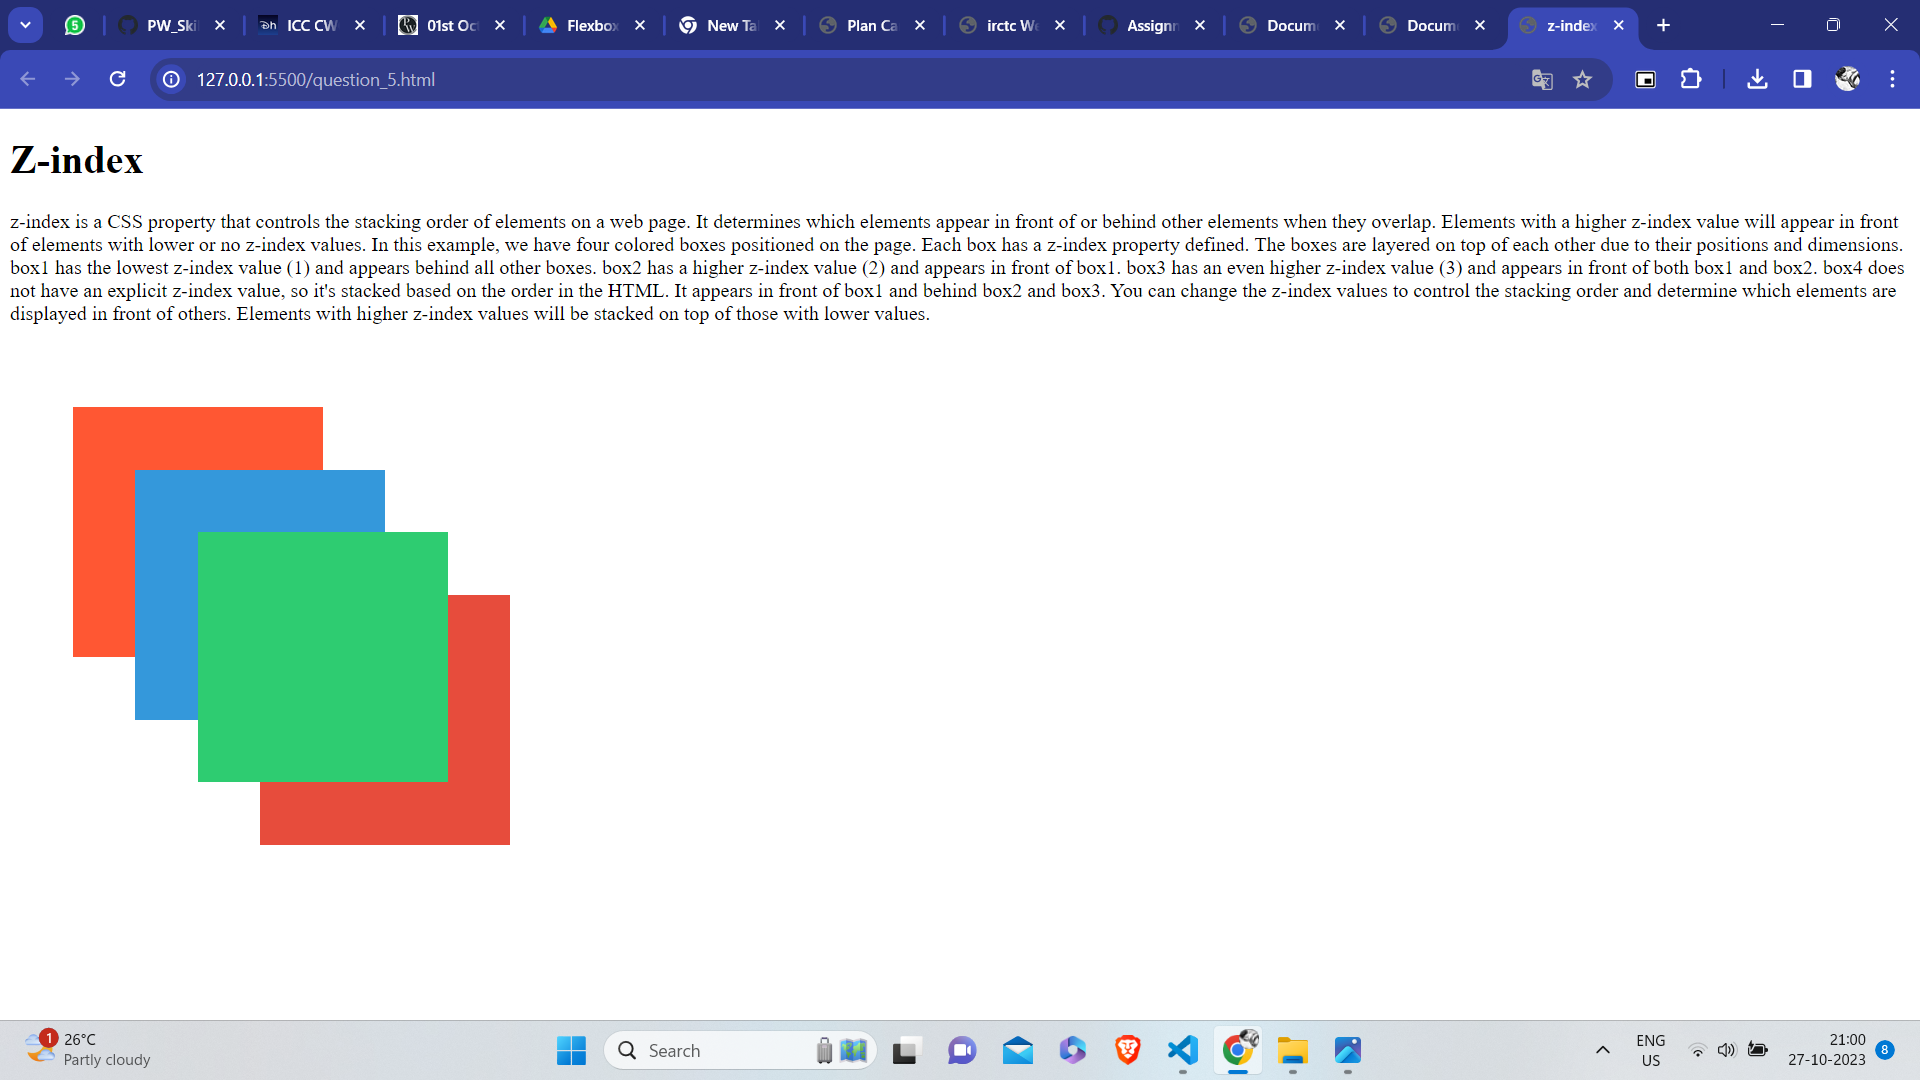 5
PW_Ski
ICC CW
01st Oct
Flexbox
New Ta
Plan Ca
irctc We
Assignm
Docum
Docum
z-index
127.0.0.1:5500/question_5.html
Z-index
z-index is a CSS property that controls the stacking order of elements on a web page. It determines which elements appear in front of or behind other elements when they overlap. Elements with a higher z-index value will appear in front
of elements with lower or no z-index values. In this example, we have four colored boxes positioned on the page. Each box has a z-index property defined. The boxes are layered on top of each other due to their positions and dimensions.
box1 has the lowest z-index value (1) and appears behind all other boxes. box2 has a higher z-index value (2) and appears in front of box1. box3 has an even higher z-index value (3) and appears in front of both box1 and box2. box4 does
not have an explicit z-index value, so it's stacked based on the order in the HTML. It appears in front of box1 and behind box2 and box3. You can change the z-index values to control the stacking order and determine which elements are
displayed in front of others. Elements with higher z-index values will be stacked on top of those with lower values.
1
26°C
Partly cloudy
Search
ENG
US
21:00
27-10-2023
8